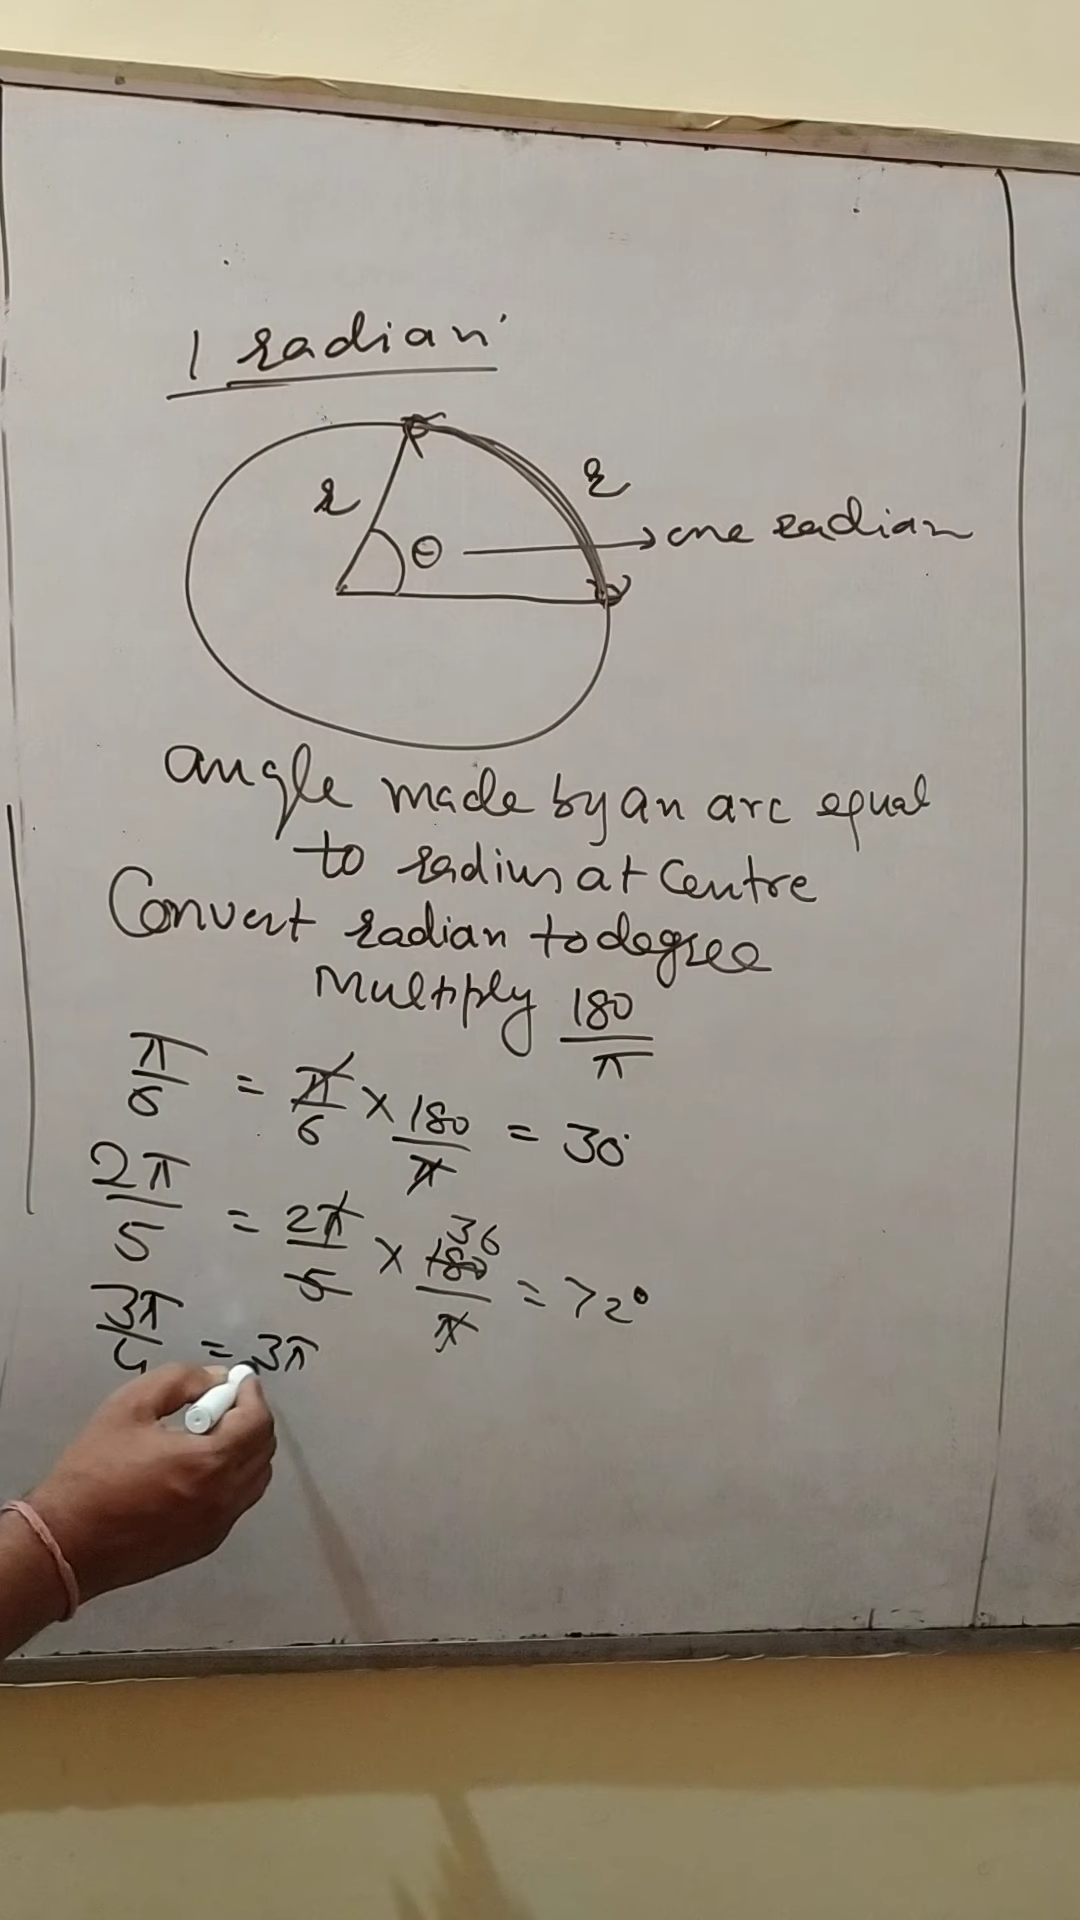 1 radian
r
r
θ → one radian
angle made by an arc equal
to radius at Centre
Convert radian to degree
Multiply 180/π
π/6 = π/6 × 180/π = 30°
2π/5 = 2π/5 × 180/π 36 = 72°
3π/4 = 3π